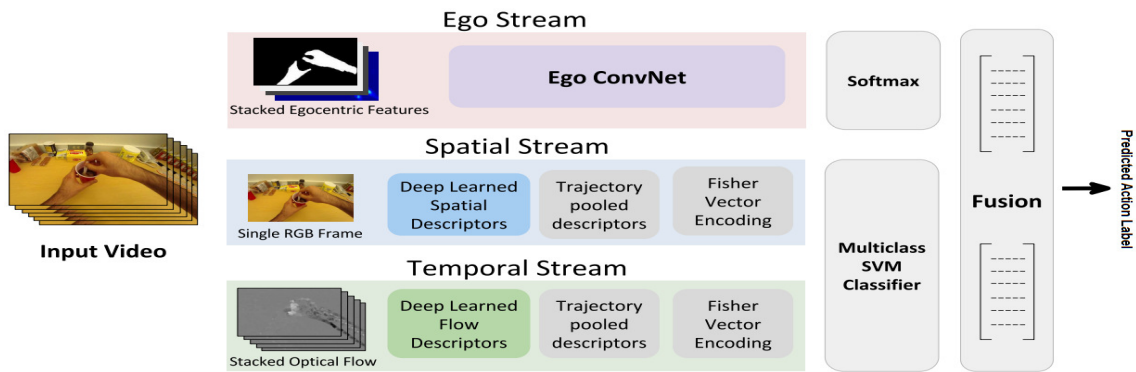 Ego Stream
Ego ConvNet
Stacked Egocentric Features
Softmax
Input Video
Spatial Stream
Single RGB Frame
Deep Learned
Spatial
Descriptors
Trajectory
pooled
descriptors
Fisher
Vector
Encoding
Temporal Stream
Stacked Optical Flow
Deep Learned
Flow
Descriptors
Trajectory
pooled
descriptors
Fisher
Vector
Encoding
Multiclass
SVM
Classifier
Fusion
Predicted Action Label